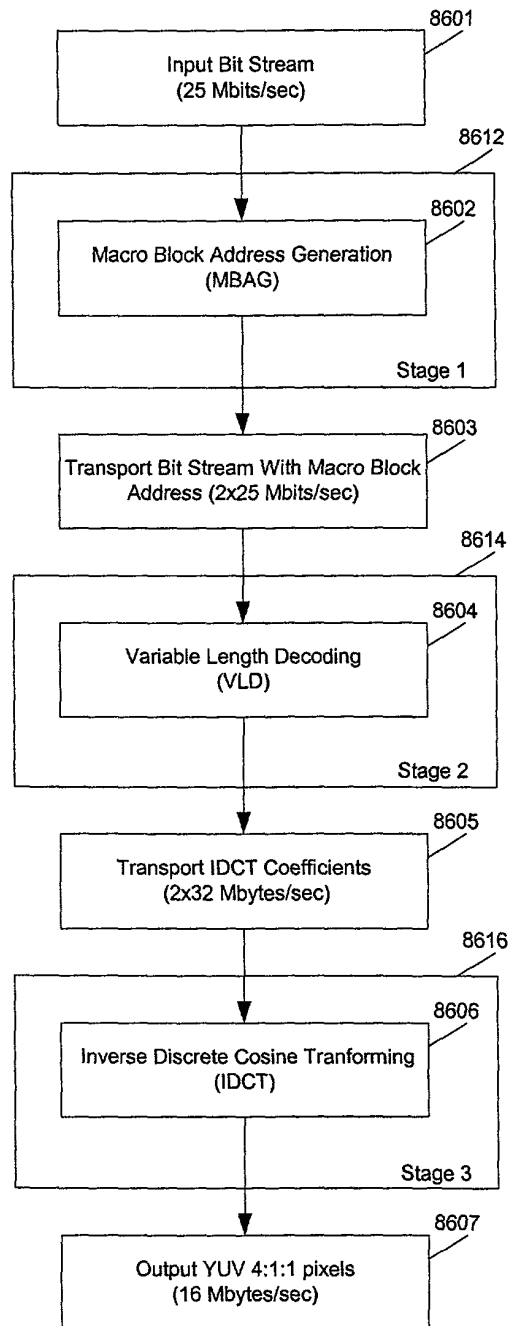 8601
Input Bit Stream
(25 Mbits/sec)
8612
8602
Macro Block Address Generation
(MBAG)
Stage 1
8603
Transport Bit Stream With Macro Block
Address (2x25 Mbits/sec)
8614
8604
Variable Length Decoding
(VLD)
Stage 2
8605
Transport IDCT Coefficients
(2x32 Mbytes/sec)
8616
8606
Inverse Discrete Cosine Tranforming
(IDCT)
Stage 3
8607
Output YUV 4:1:1 pixels
(16 Mbytes/sec)